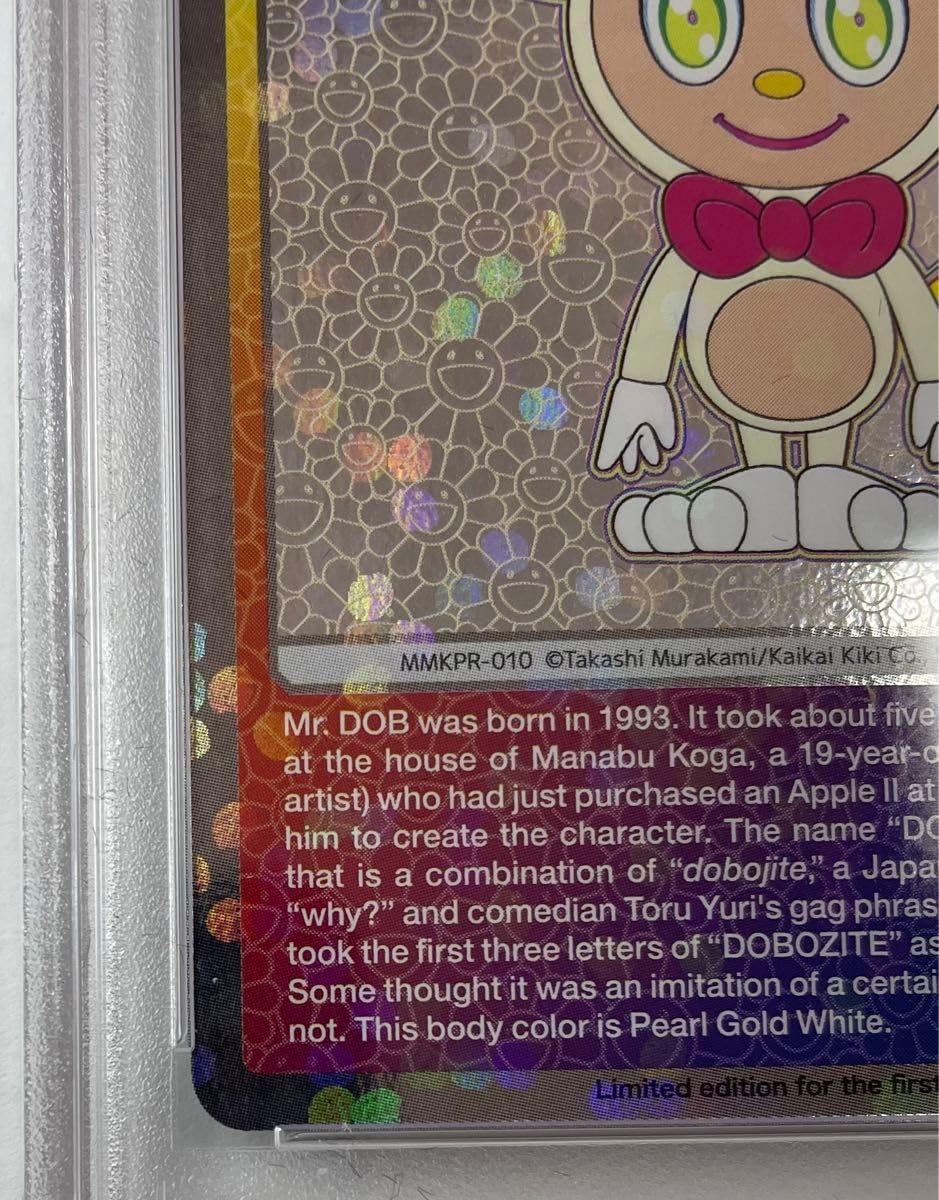 MMKPR-010 ©Takashi Murakami/Kaikai Kiki Co.
Mr. DOB was born in 1993. It took about five
at the house of Manabu Koga, a 19-year-o
artist) who had just purchased an Apple II at
him to create the character. The name “DO
that is a combination of “dobojite,” a Japa
“why?” and comedian Toru Yuri's gag phras
took the first three letters of “DOBOZITE” as
Some thought it was an imitation of a certai
not. This body color is Pearl Gold White.
Limited edition for the first